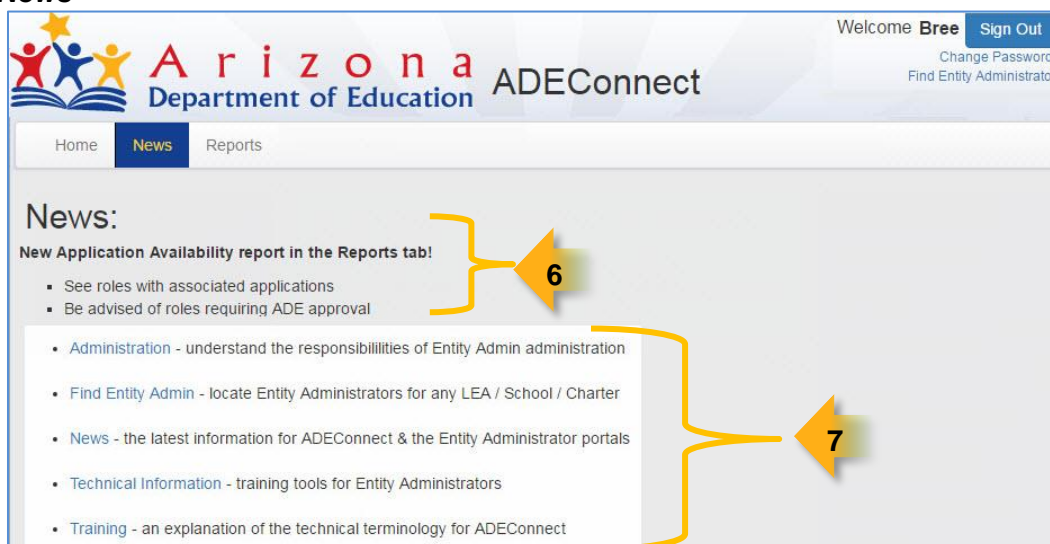 News
Welcome Bree Sign Out
Change Password
Find Entity Administrato
Arizona
Department of Education
ADEConnect
Home News Reports
News:
New Application Availability report in the Reports tab!
▪ See roles with associated applications
▪ Be advised of roles requiring ADE approval
6
• Administration - understand the responsibililities of Entity Admin administration
• Find Entity Admin - locate Entity Administrators for any LEA / School / Charter
• News - the latest information for ADEConnect & the Entity Administrator portals
7
• Technical Information - training tools for Entity Administrators
• Training - an explanation of the technical terminology for ADEConnect